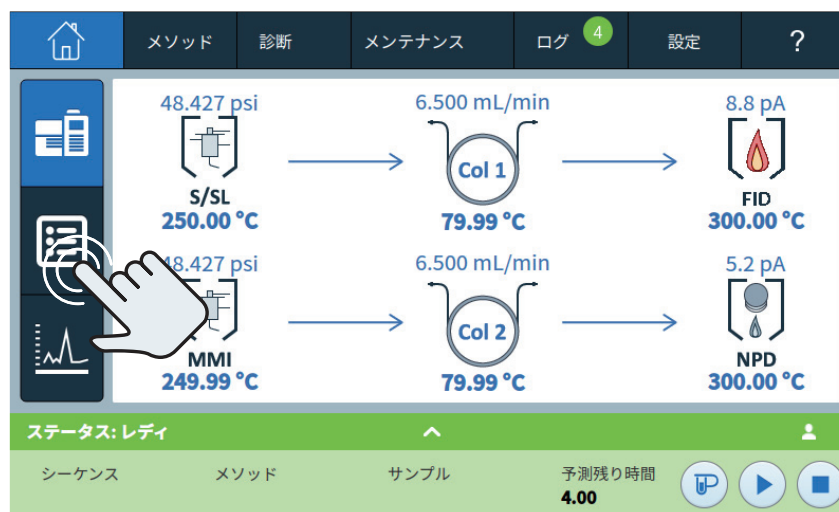 メソッド 診断 メンテナンス ログ 4 設定 ?
48.427 psi 6.500 mL/min 8.8 pA
Col 1
S/SL FID
250.00 °C 79.99 °C 300.00 °C
48.427 psi 6.500 mL/min 5.2 pA
Col 2
MMI NPD
249.99 °C 79.99 °C 300.00 °C
ステータス: レディ
シーケンス メソッド サンプル 予測残り時間
4.00